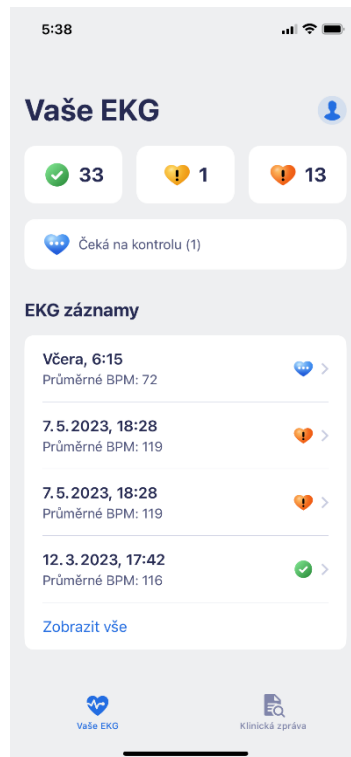 5:38
Vaše EKG
33
1
13
Čeká na kontrolu (1)
EKG záznamy
Včera, 6:15
Průměrné BPM: 72
7. 5. 2023, 18:28
Průměrné BPM: 119
7. 5. 2023, 18:28
Průměrné BPM: 119
12. 3. 2023, 17:42
Průměrné BPM: 116
Zobrazit vše
Vaše EKG
Klinická zpráva